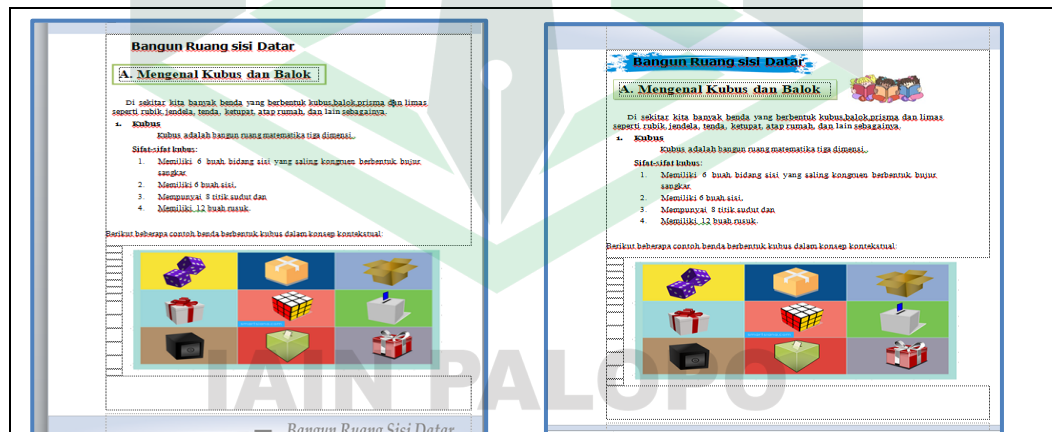 Bangun Ruang sisi Datar
A. Mengenal Kubus dan Balok
Di sekitar kita banyak benda yang berbentuk kubus,balok,prisma dan limas
seperti rubik, jendela, tenda, ketupat, atap rumah, dan lain sebagainya.
1. Kubus
Kubus adalah bangun ruang matematika tiga dimensi.
Sifat-sifat kubus:
1. Memiliki 6 buah bidang sisi yang saling kongruen berbentuk bujur
sangkar
2. Memiliki 6 buah sisi,
3. Mempunyai 8 titik sudut dan
4. Memiliki 12 buah rusuk.
Berikut beberapa contoh benda berbentuk kubus dalam konsep kontekstual:
Bangun Ruang Sisi Datar
Bangun Ruang sisi Datar
A. Mengenal Kubus dan Balok
Di sekitar kita banyak benda yang berbentuk kubus,balok,prisma dan limas
seperti rubik, jendela, tenda, ketupat, atap rumah, dan lain sebagainya.
1. Kubus
Kubus adalah bangun ruang matematika tiga dimensi.
Sifat-sifat kubus:
1. Memiliki 6 buah bidang sisi yang saling kongruen berbentuk bujur
sangkar
2. Memiliki 6 buah sisi,
3. Mempunyai 8 titik sudut dan
4. Memiliki 12 buah rusuk.
Berikut beberapa contoh benda berbentuk kubus dalam konsep kontekstual:
IAIN PALOPO